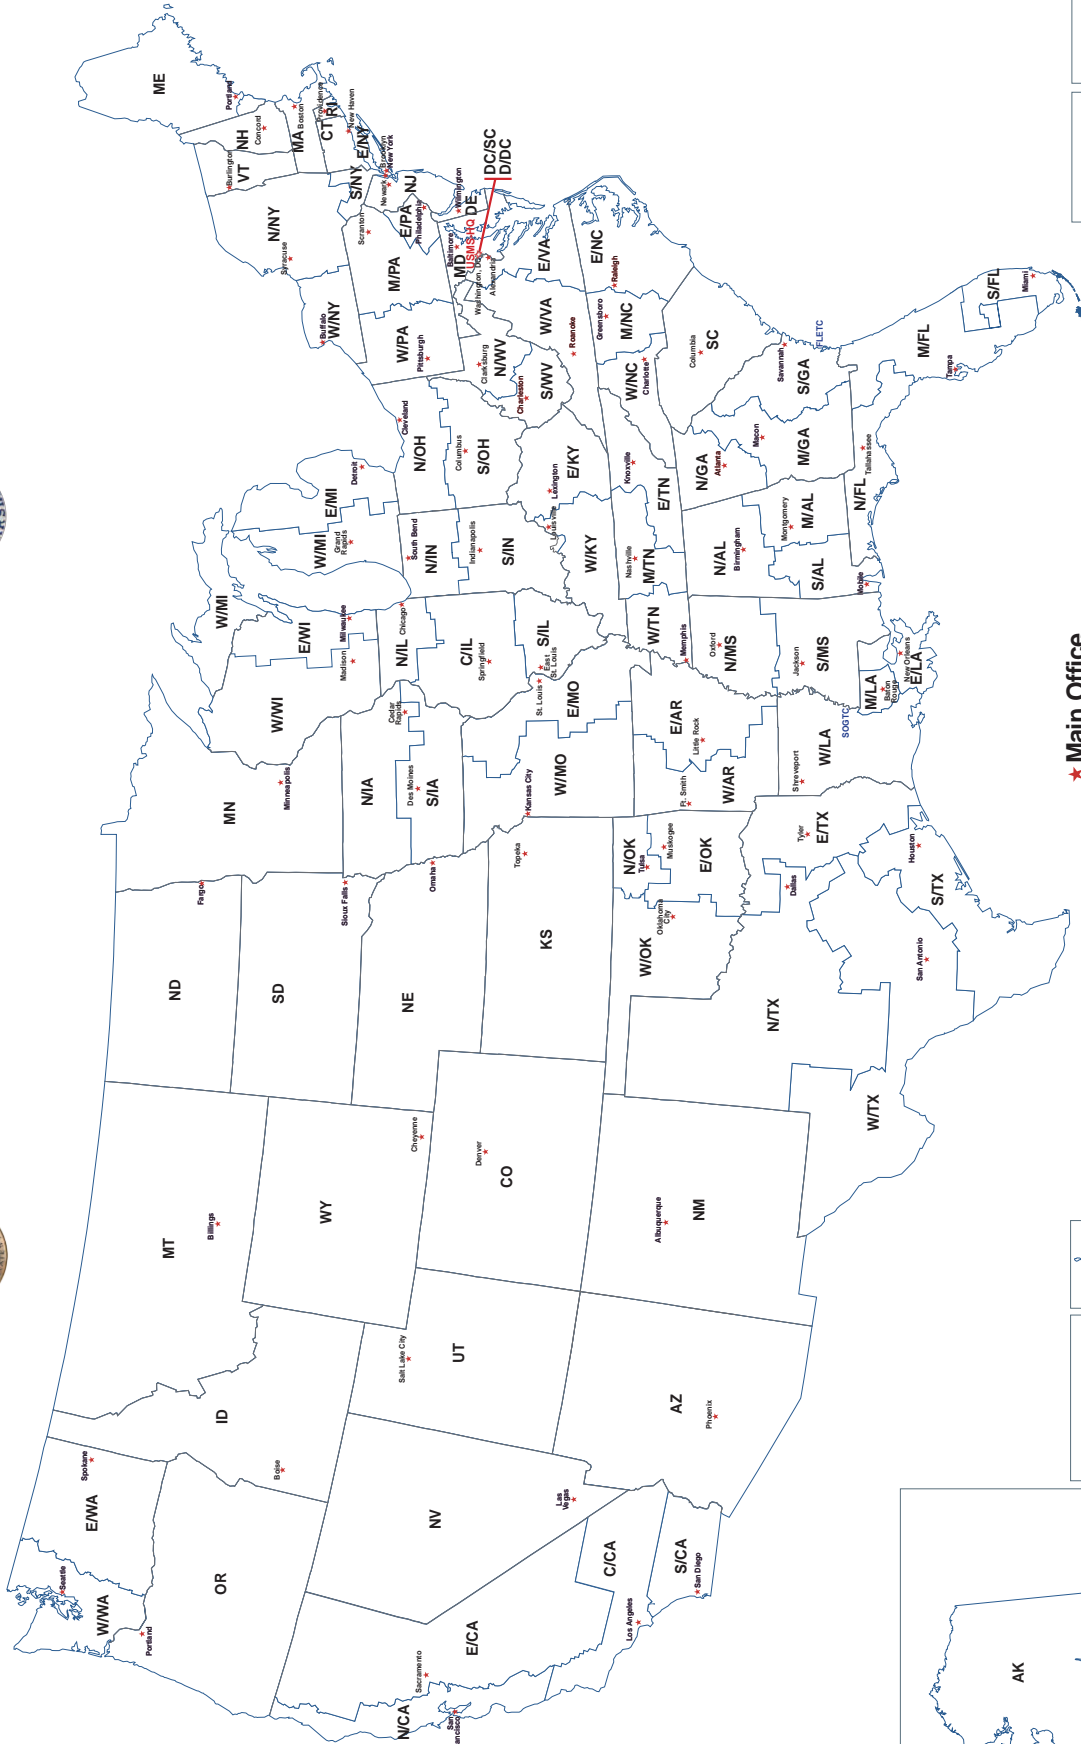 ME
Portland
NH
Concord
Burlington
VT
MA
Boston
Providence
CT
RI
New Haven
E/NY
Brooklyn
New York
S/NY
Newark
NJ
N/NY
Syracuse
Buffalo
W/NY
Scranton
E/PA
Philadelphia
M/PA
W/PA
Pittsburgh
Wilmington
DE
Baltimore
MD
USMS HQ
DC/SC
D/DC
Washington, DC
Alexandria
E/VA
W/VA
Roanoke
Clarksburg
N/WV
Charleston
S/WV
E/NC
Raleigh
Greensboro
M/NC
W/NC
Charlotte
Columbia
SC
Savannah
S/GA
FLETC
Macon
M/GA
N/GA
Atlanta
S/FL
Miami
M/FL
Tampa
N/FL
Tallahassee
Cleveland
N/OH
Columbus
S/OH
Detroit
E/MI
W/MI
Grand
Rapids
W/MI
South Bend
N/IN
Indianapolis
S/IN
Lexington
E/KY
Louisville
W/KY
Knoxville
E/TN
Nashville
M/TN
W/TN
Memphis
N/AL
Birmingham
Montgomery
M/AL
S/AL
Mobile
E/WI
Milwaukee
Madison
W/WI
N/IL
Chicago
C/IL
Springfield
S/IL
East
St. Louis
Oxford
N/MS
Jackson
S/MS
MN
Minneapolis
Cedar
Rapids
N/IA
Des Moines
S/IA
St. Louis
E/MO
Kansas City
W/MO
E/AR
Little Rock
Ft. Smith
W/AR
M/LA
Baton
Rouge
New Orleans
E/LA
SOGTC
Shreveport
W/LA
ND
Fargo
SD
Sioux Falls
NE
Omaha
KS
Topeka
N/OK
Tulsa
Muskogee
E/OK
W/OK
Oklahoma
City
Tyler
E/TX
Dallas
N/TX
Houston
S/TX
San Antonio
W/TX
MT
Billings
WY
Cheyenne
CO
Denver
NM
Albuquerque
ID
Boise
UT
Salt Lake City
AZ
Phoenix
Spokane
E/WA
Seattle
W/WA
OR
Portland
NV
Las
Vegas
C/CA
Los Angeles
S/CA
San Diego
E/CA
Sacramento
N/CA
San
AK
Main Office